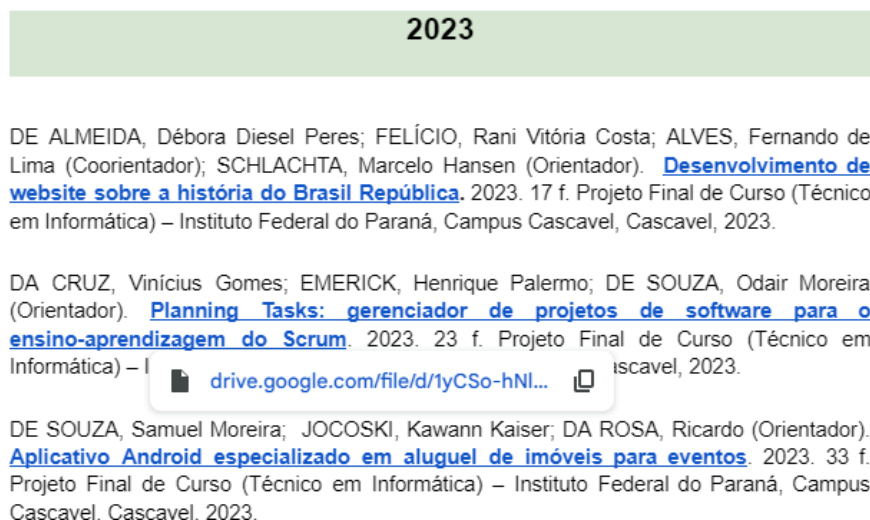 2023
DE ALMEIDA, Débora Diesel Peres; FELÍCIO, Rani Vitória Costa; ALVES, Fernando de
Lima (Coorientador); SCHLACHTA, Marcelo Hansen (Orientador). Desenvolvimento de
website sobre a história do Brasil República. 2023. 17 f. Projeto Final de Curso (Técnico
em Informática) – Instituto Federal do Paraná, Campus Cascavel, Cascavel, 2023.
DA CRUZ, Vinícius Gomes; EMERICK, Henrique Palermo; DE SOUZA, Odair Moreira
(Orientador). Planning Tasks: gerenciador de projetos de software para o
ensino-aprendizagem do Scrum. 2023. 23 f. Projeto Final de Curso (Técnico em
Informática) – ascavel, 2023.
drive.google.com/file/d/1yCSo-hNl...
DE SOUZA, Samuel Moreira; JOCOSKI, Kawann Kaiser; DA ROSA, Ricardo (Orientador).
Aplicativo Android especializado em aluguel de imóveis para eventos. 2023. 33 f.
Projeto Final de Curso (Técnico em Informática) – Instituto Federal do Paraná, Campus
Cascavel, Cascavel, 2023.